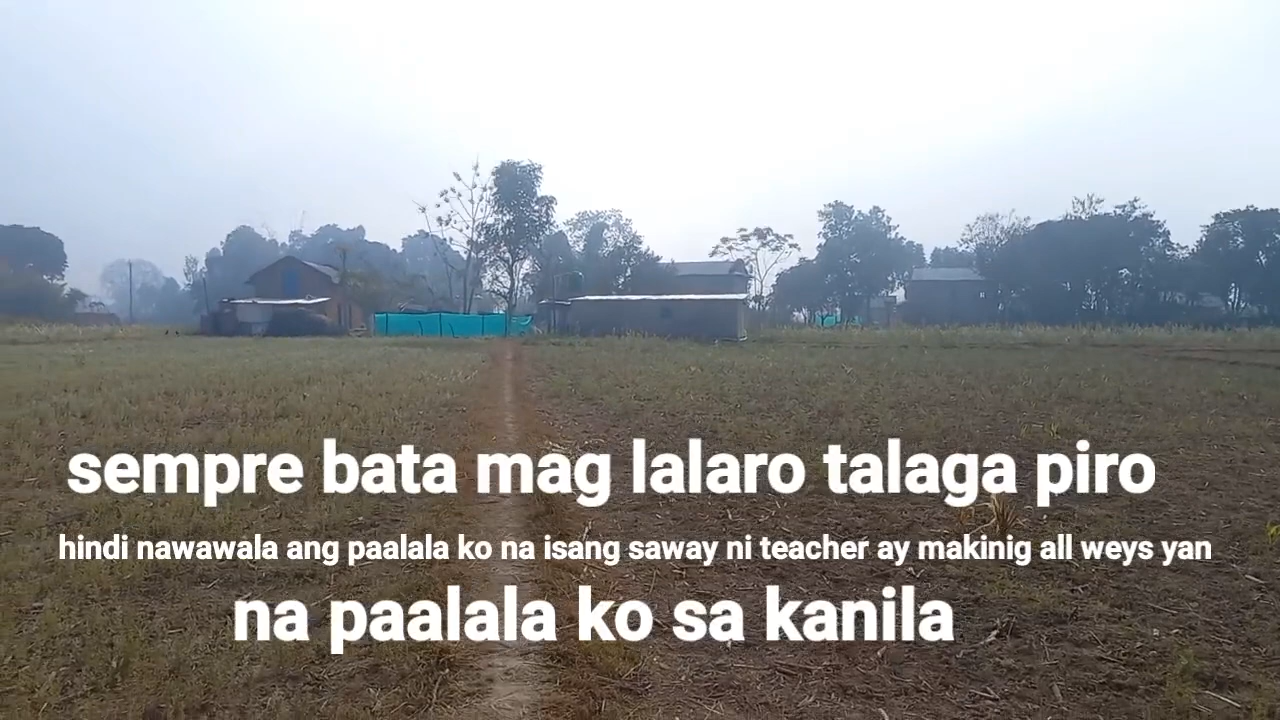 sempre bata mag lalaro talaga piro
hindi nawawala ang paalala ko na isang saway ni teacher ay makinig all weys yan
na paalala ko sa kanila